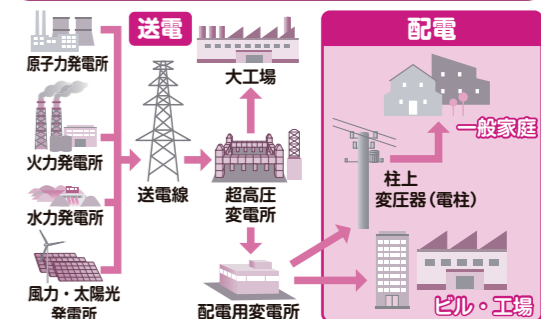 送電
配電
原子力発電所
大工場
一般家庭
火力発電所
送電線
超高圧
変電所
柱上
変圧器(電柱)
水力発電所
風力・太陽光
発電所
配電用変電所
ビル・工場